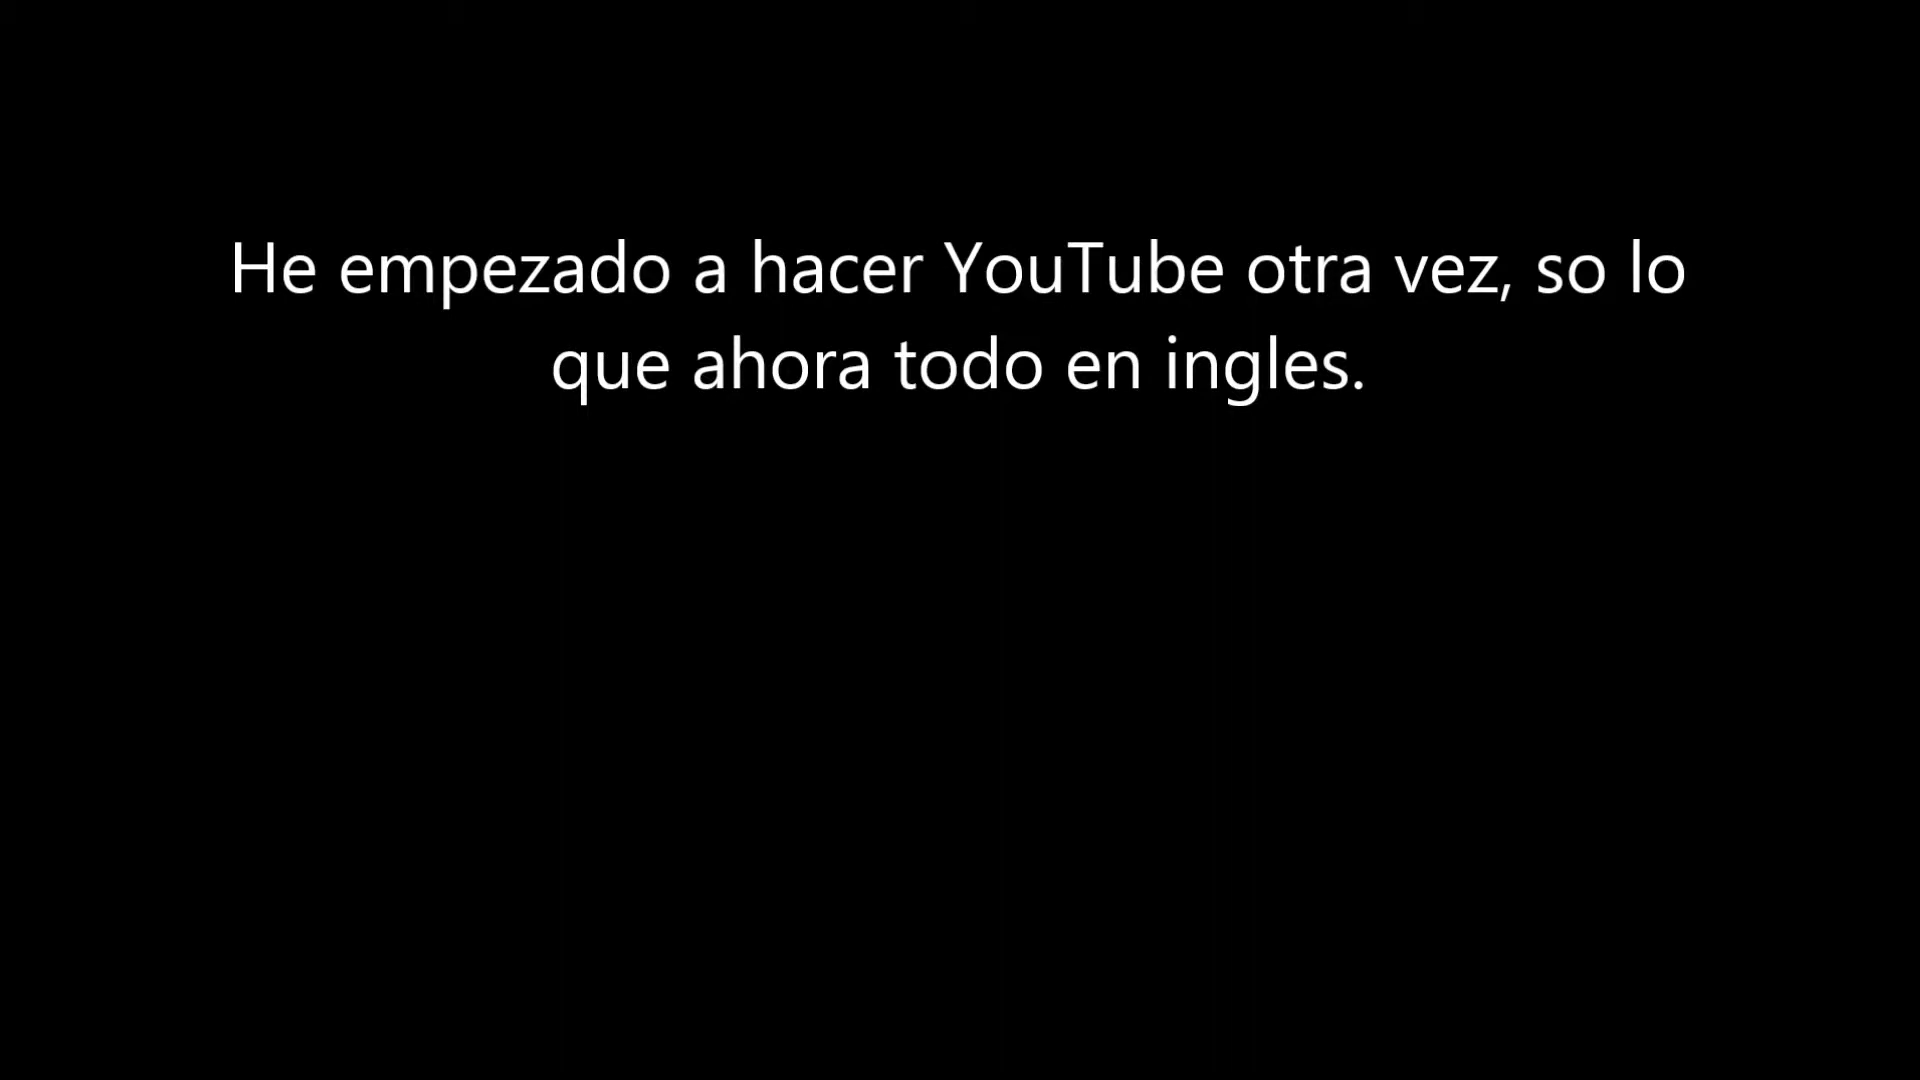 He empezado a hacer YouTube otra vez, so lo
que ahora todo en ingles.